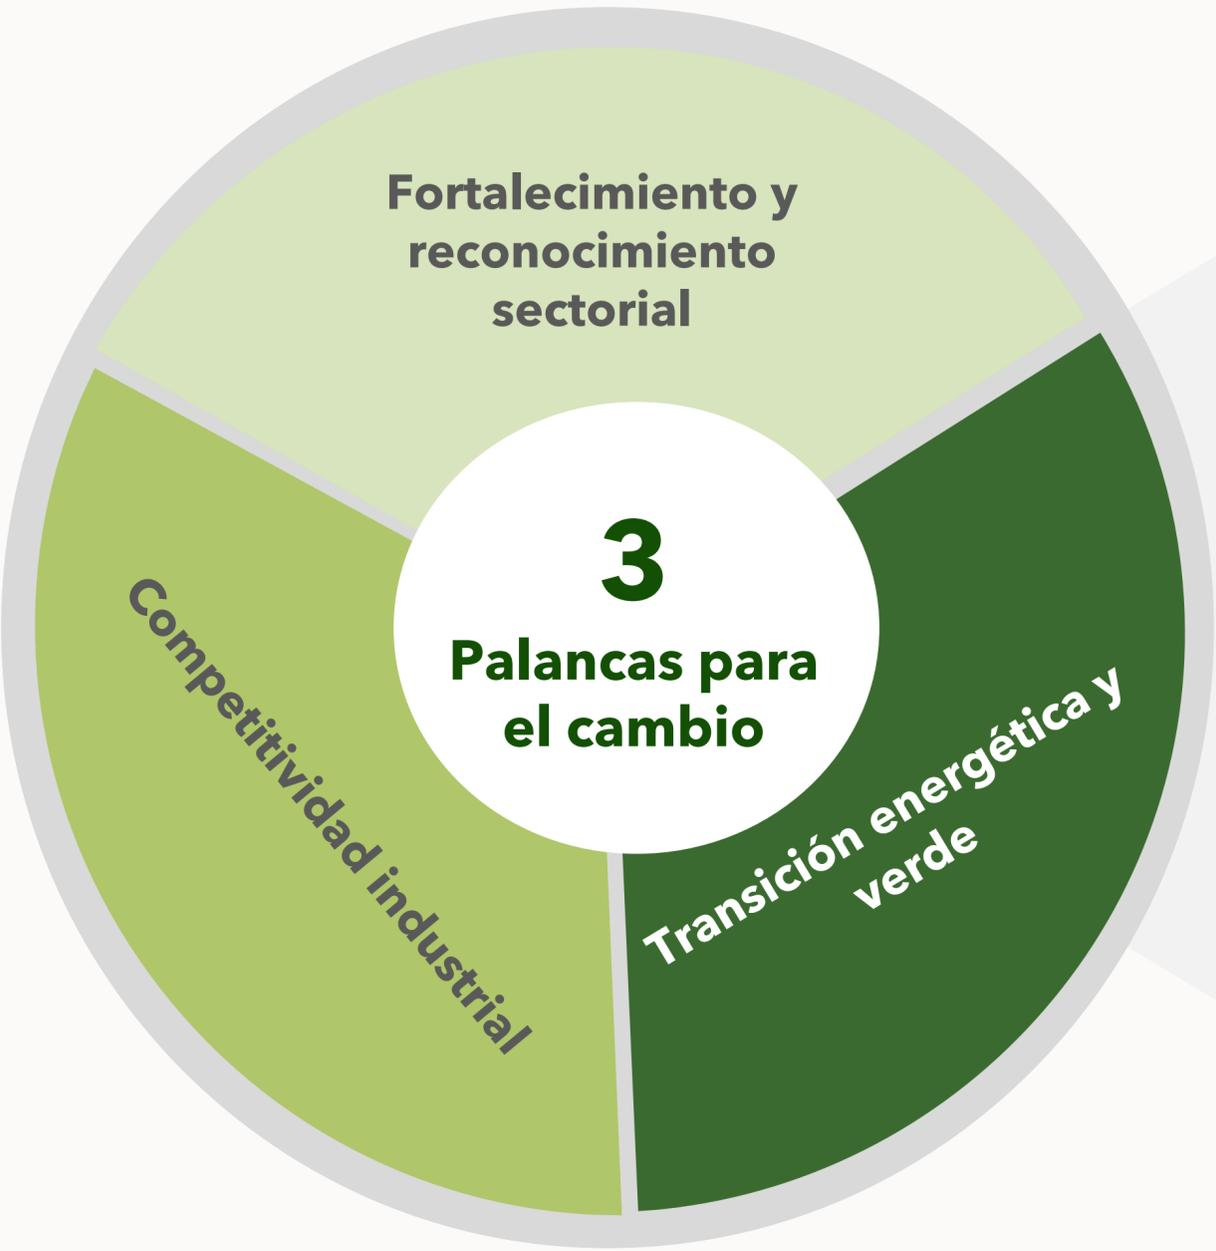 Fortalecimiento y
reconocimiento
sectorial
3
Palancas para
el cambio
Competitividad industrial
Transición energética y
verde